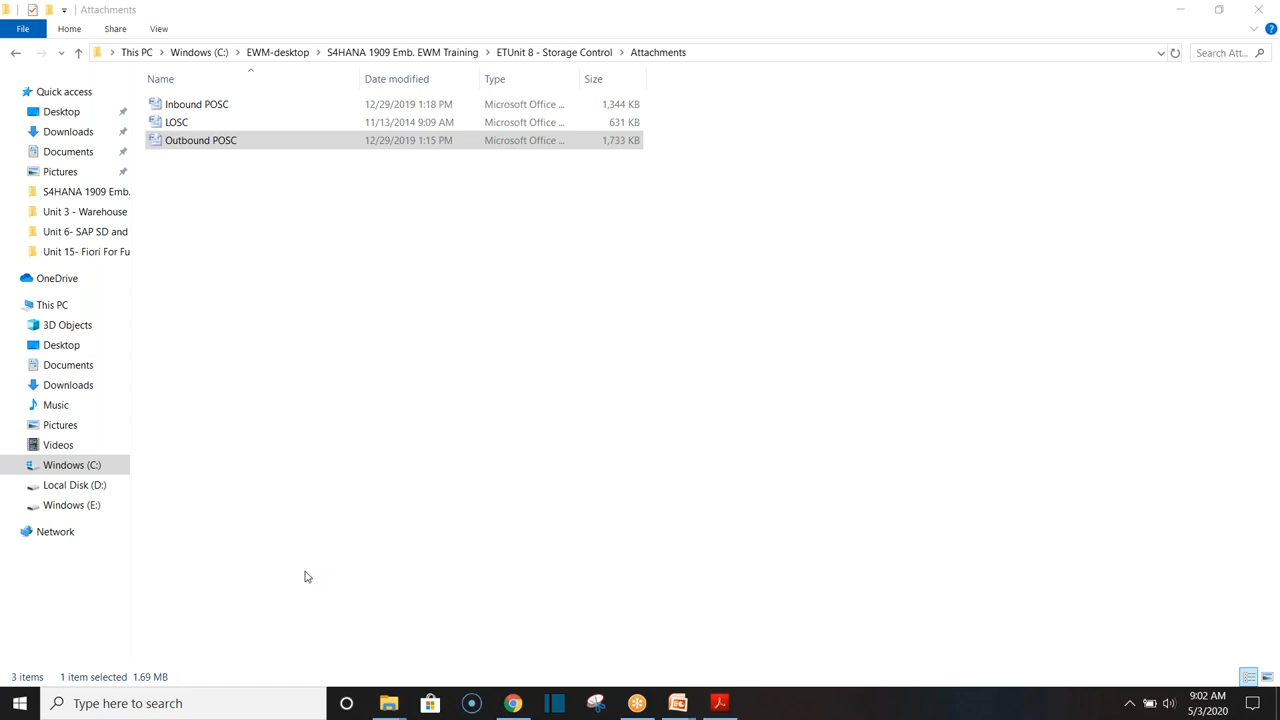 Attachments
File Home Share View
This PC Windows (C:) EWM-desktop S4HANA 1909 Emb. EWM Training ETUnit 8 - Storage Control Attachments
Search Att...
Name Date modified Type Size
Inbound POSC 12/29/2019 1:18 PM Microsoft Office ... 1,344 KB
LOSC 11/13/2014 9:09 AM Microsoft Office ... 631 KB
Outbound POSC 12/29/2019 1:15 PM Microsoft Office ... 1,733 KB
Quick access
Desktop
Downloads
Documents
Pictures
S4HANA 1909 Emb.
Unit 3 - Warehouse
Unit 6- SAP SD and
Unit 15- Fiori For Fu
OneDrive
This PC
3D Objects
Desktop
Documents
Downloads
Music
Pictures
Videos
Windows (C:)
Local Disk (D:)
Windows (E:)
Network
3 items 1 item selected 1.69 MB
Type here to search
9:02 AM
5/3/2020